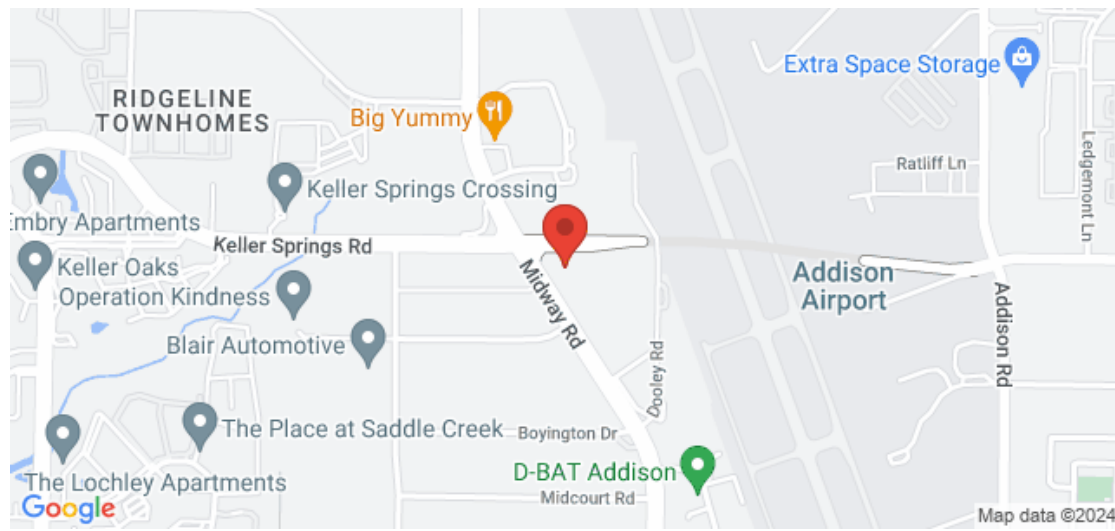 Extra Space Storage
RIDGELINE
TOWNHOMES
Big Yummy
Ratliff Ln
Ledgemont Ln
Keller Springs Crossing
Embry Apartments
Keller Springs Rd
Keller Oaks
Operation Kindness
Midway Rd
Addison
Airport
Addison Rd
Blair Automotive
Dooley Rd
The Place at Saddle Creek
Boyington Dr
D-BAT Addison
The Lochley Apartments
Midcourt Rd
Google
Map data ©2024